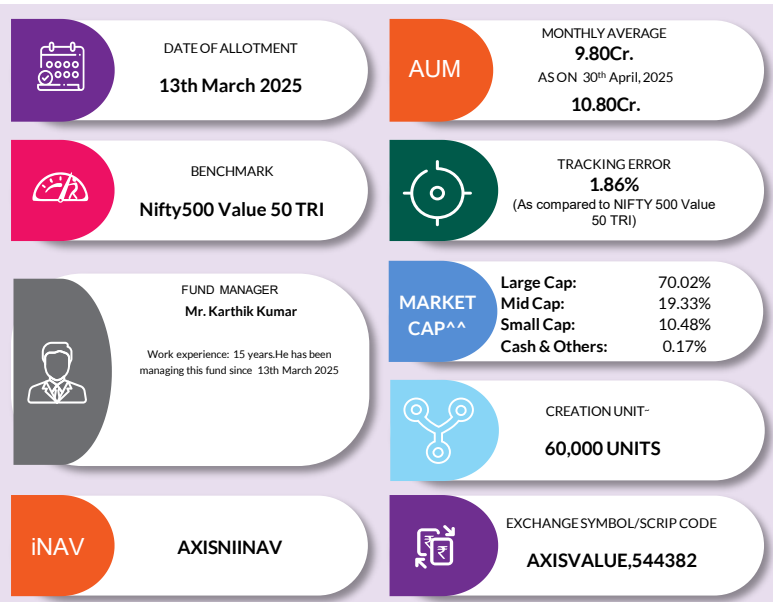 DATE OF ALLOTMENT
13th March 2025
AUM
MONTHLY AVERAGE
9.80Cr.
AS ON 30th April, 2025
10.80Cr.
BENCHMARK
Nifty500 Value 50 TRI
TRACKING ERROR
1.86%
(As compared to NIFTY 500 Value
50 TRI)
FUND MANAGER
Mr. Karthik Kumar
Work experience: 15 years.He has been
managing this fund since 13th March 2025
MARKET
CAP^^
Large Cap: 70.02%
Mid Cap: 19.33%
Small Cap: 10.48%
Cash & Others: 0.17%
CREATION UNIT~
60,000 UNITS
iNAV
AXISNIINAV
EXCHANGE SYMBOL/SCRIP CODE
AXISVALUE,544382